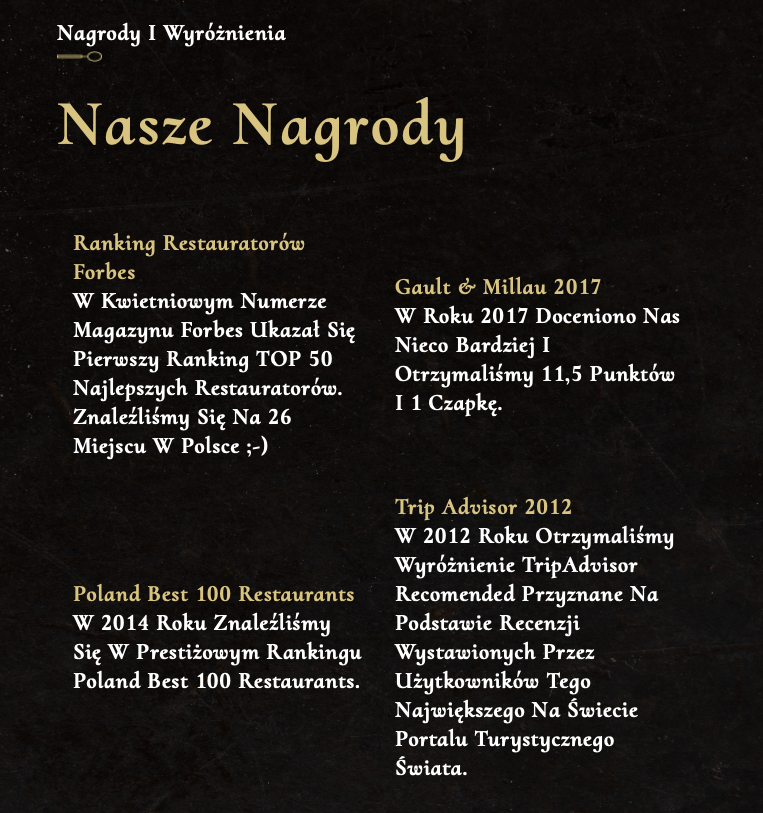 Nagrody I Wyróżnienia
Nasze Nagrody
Ranking Restauratorów
Forbes
W Kwietniowym Numerze
Magazynu Forbes Ukazał Się
Pierwszy Ranking TOP 50
Najlepszych Restauratorów.
Znaleźliśmy Się Na 26
Miejscu W Polsce ;-)
Gault & Millau 2017
W Roku 2017 Doceniono Nas
Nieco Bardziej I
Otrzymaliśmy 11,5 Punktów
I 1 Czapkę.
Poland Best 100 Restaurants
W 2014 Roku Znaleźliśmy
Się W Prestiżowym Rankingu
Poland Best 100 Restaurants.
Trip Advisor 2012
W 2012 Roku Otrzymaliśmy
Wyróżnienie TripAdvisor
Recomended Przyznane Na
Podstawie Recenzji
Wystawionych Przez
Użytkowników Tego
Największego Na Świecie
Portalu Turystycznego
Świata.